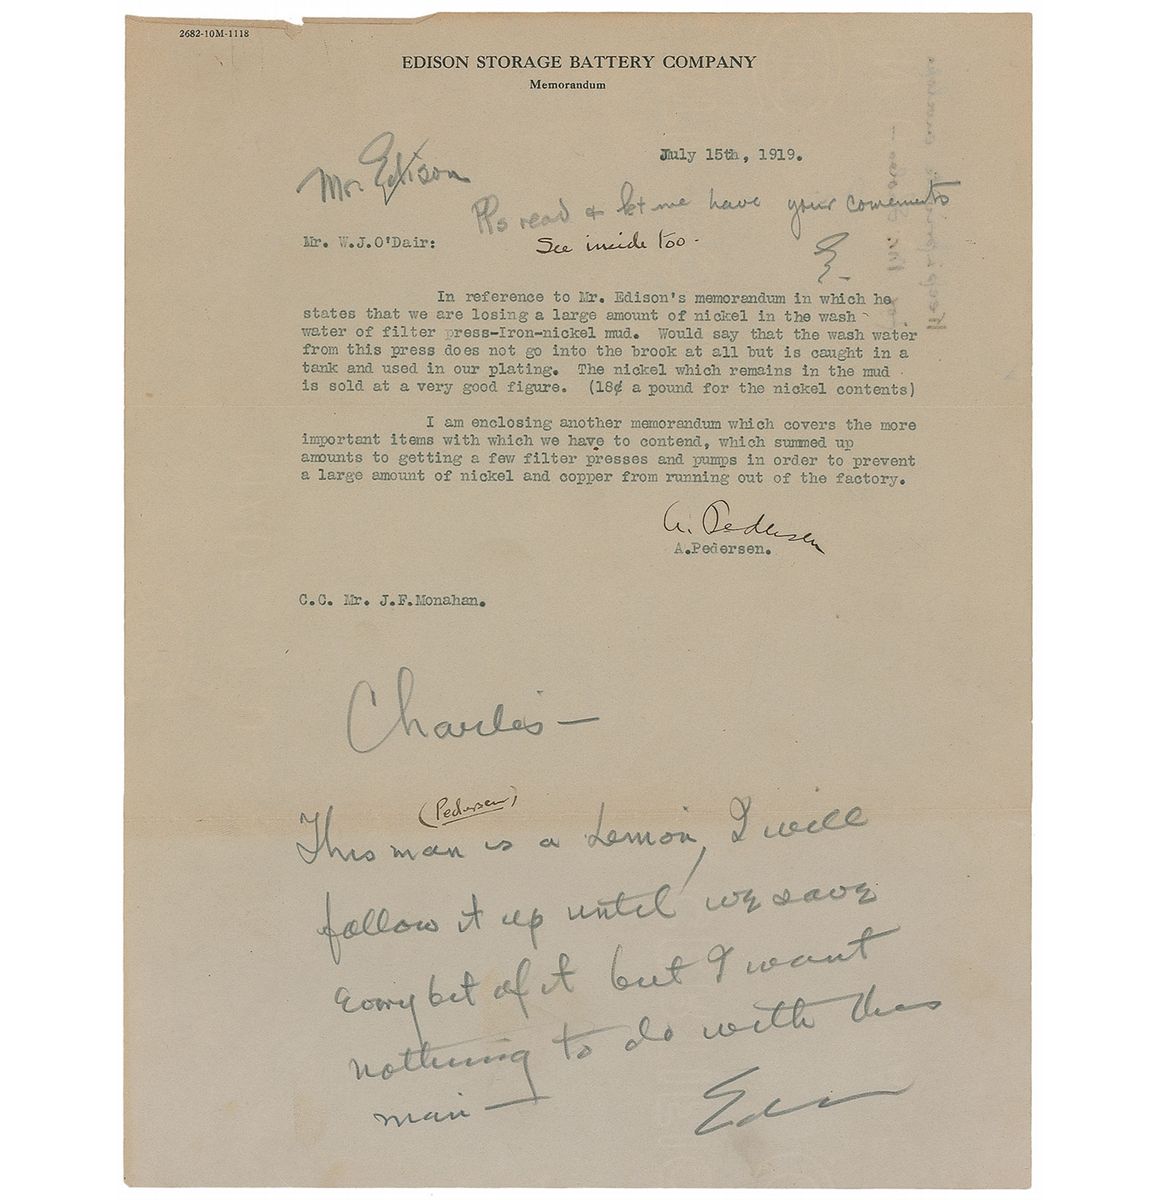 2682-10M-1118
EDISON STORAGE BATTERY COMPANY
Memorandum
July 15th, 1919.
Mr. Edison
Pls read & let me have your comments
Mr. W.J.O'Dair:
See inside too.
E.
In reference to Mr. Edison's memorandum in which he
states that we are losing a large amount of nickel in the wash
water of filter press-Iron-nickel mud. Would say that the wash water
from this press does not go into the brook at all but is caught in a
tank and used in our plating. The nickel which remains in the mud
is sold at a very good figure. (18¢ a pound for the nickel contents)
I am enclosing another memorandum which covers the more
important items with which we have to contend, which summed up
amounts to getting a few filter presses and pumps in order to prevent
a large amount of nickel and copper from running out of the factory.
A. Pedersen
A.Pedersen.
C.C. Mr. J.F.Monahan.
Charles —
(Pedersen)
This man is a Lemon, I will
follow it up until we save
every bit of it but I want
nothing to do with this
man —
Edison